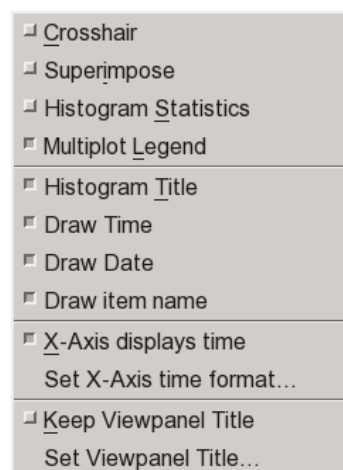 Crosshair
Superimpose
Histogram Statistics
Multiplot Legend
Histogram Title
Draw Time
Draw Date
Draw item name
X-Axis displays time
Set X-Axis time format...
Keep Viewpanel Title
Set Viewpanel Title...